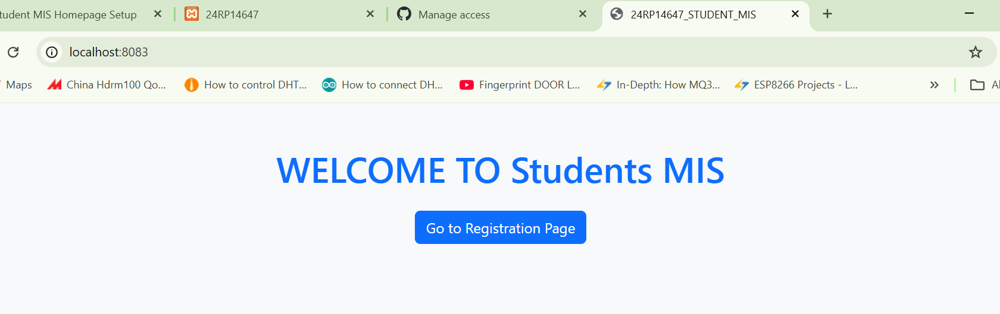 tudent MIS Homepage Setup
24RP14647
Manage access
24RP14647_STUDENT_MIS
localhost:8083
Maps
China Hdrm100 Qo...
How to control DHT...
How to connect DH...
Fingerprint DOOR L...
In-Depth: How MQ3...
ESP8266 Projects - L...
Al
WELCOME TO Students MIS
Go to Registration Page